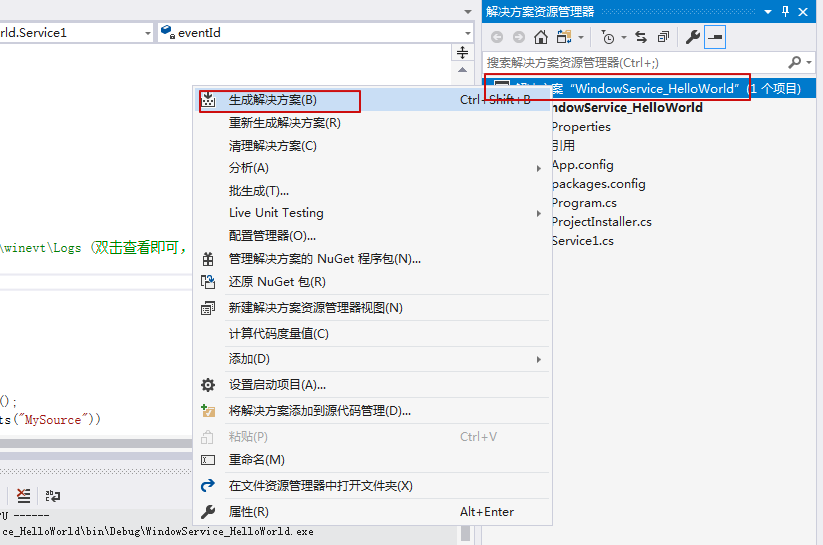 解决方案资源管理器
rld.Service1
eventId
搜索解决方案资源管理器(Ctrl+;)
解决方案 "WindowService_HelloWorld" (1 个项目)
ndowService_HelloWorld
Properties
引用
App.config
packages.config
Program.cs
ProjectInstaller.cs
Service1.cs
生成解决方案(B)
Ctrl+Shift+B
重新生成解决方案(R)
清理解决方案(C)
分析(A)
批生成(T)...
Live Unit Testing
配置管理器(O)...
管理解决方案的 NuGet 程序包(N)...
还原 NuGet 包(R)
新建解决方案资源管理器视图(N)
计算代码度量值(C)
添加(D)
设置启动项目(A)...
将解决方案添加到源代码管理(D)...
粘贴(P)
Ctrl+V
重命名(M)
在文件资源管理器中打开文件夹(X)
属性(R)
Alt+Enter
\winevt\Logs (双击查看即可，
();
ts("MySource"))
PU ------
ce_HelloWorld\bin\Debug\WindowService_HelloWorld.exe